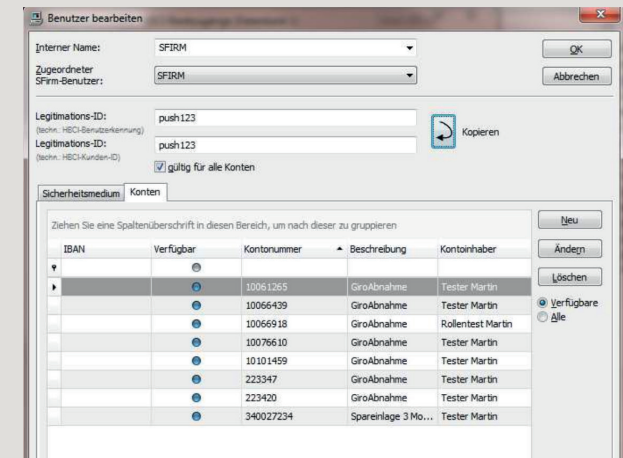 Benutzer bearbeiten
Interner Name: SFIRM OK
Zugeordneter
SFirm-Benutzer: SFIRM Abbrechen
Legitimations-ID: push123
(techn.: HBCI-Benutzerkennung) Kopieren
Legitimations-ID: push123
(techn.: HBCI-Kunden-ID)
gültig für alle Konten
Sicherheitsmedium Konten
Ziehen Sie eine Spaltenüberschrift in diesen Bereich, um nach dieser zu gruppieren Neu
IBAN Verfügbar Kontonummer Beschreibung Kontoinhaber Ändern
Löschen
10061265 GiroAbnahme Tester Martin
10066439 GiroAbnahme Tester Martin Verfügbare
10066918 GiroAbnahme Rollentest Martin Alle
10076610 GiroAbnahme Tester Martin
10101459 GiroAbnahme Tester Martin
223347 GiroAbnahme Tester Martin
223420 GiroAbnahme Tester Martin
340027234 Spareinlage 3 Mo... Tester Martin